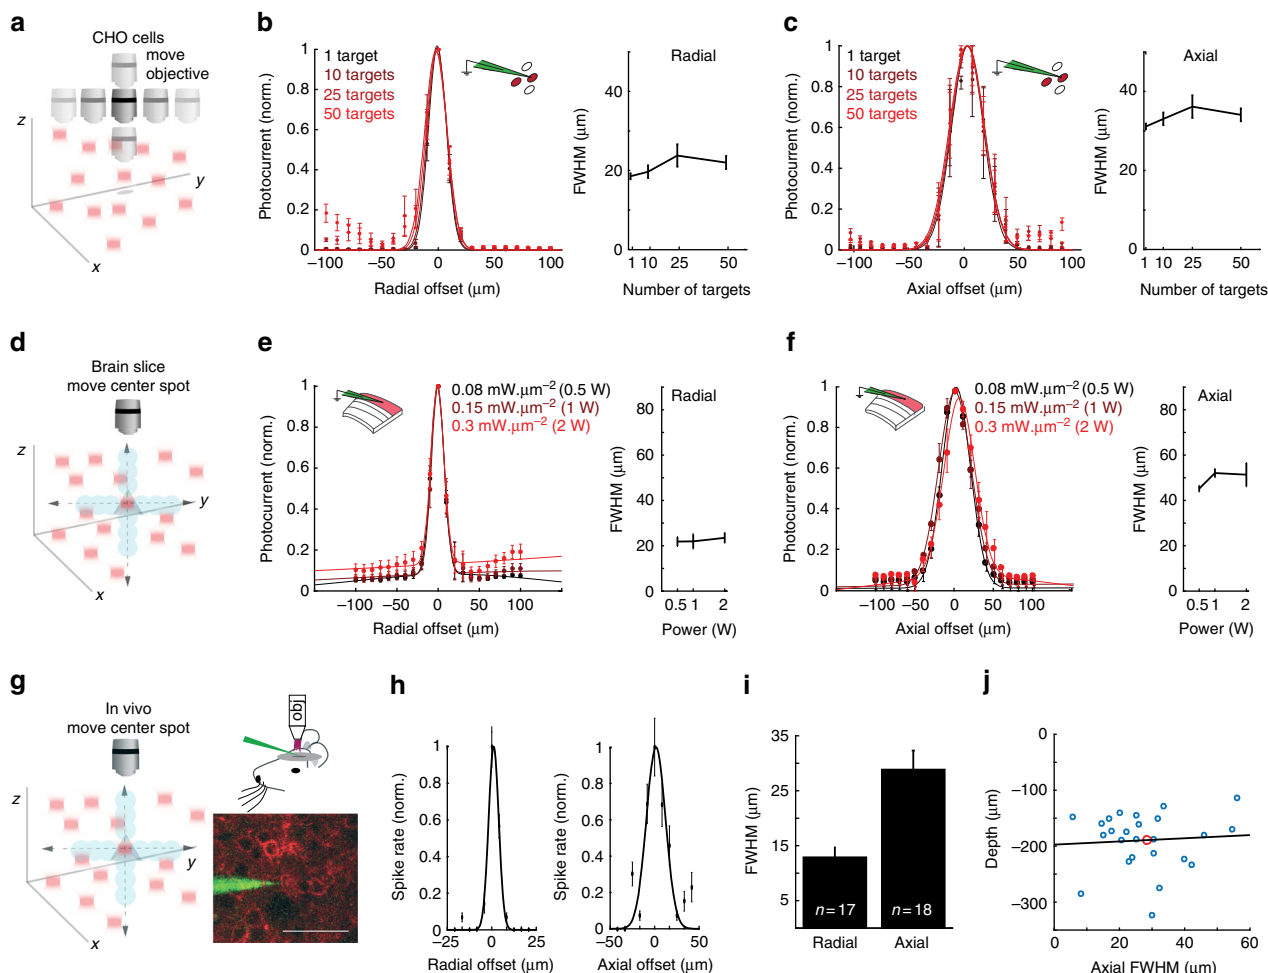 a
CHO cells
move
objective
z
y
x
b
1 target
10 targets
25 targets
50 targets
Photocurrent (norm.)
1
0.8
0.6
0.4
0.2
0
−100
−50
0
50
100
Radial offset (μm)
Radial
FWHM (μm)
40
20
0
1
10
25
50
Number of targets
c
1 target
10 targets
25 targets
50 targets
Photocurrent (norm.)
1
0.8
0.6
0.4
0.2
0
−100
−50
0
50
100
Axial offset (μm)
Axial
FWHM (μm)
40
20
0
1
10
25
50
Number of targets
d
Brain slice
move center spot
z
y
x
e
0.08 mW.μm⁻² (0.5 W)
0.15 mW.μm⁻² (1 W)
0.3 mW.μm⁻² (2 W)
Photocurrent (norm.)
1
0.8
0.6
0.4
0.2
0
−100
−50
0
50
100
Radial offset (μm)
Radial
FWHM (μm)
80
60
40
20
0
0.5
1
2
Power (W)
f
0.08 mW.μm⁻² (0.5 W)
0.15 mW.μm⁻² (1 W)
0.3 mW.μm⁻² (2 W)
Photocurrent (norm.)
1
0.8
0.6
0.4
0.2
0
−100
−50
0
50
100
Axial offset (μm)
Axial
FWHM (μm)
80
60
40
20
0
0.5
1
2
Power (W)
g
In vivo
move center spot
z
y
x
obj
h
Spike rate (norm.)
1
0.8
0.6
0.4
0.2
0
−25
0
25
Radial offset (μm)
Spike rate (norm.)
1
0.8
0.6
0.4
0.2
0
−50
0
50
Axial offset (μm)
i
FWHM (μm)
35
25
15
5
n = 17
n = 18
Radial
Axial
j
Depth (μm)
0
−100
−200
−300
0
20
40
60
Axial FWHM (μm)